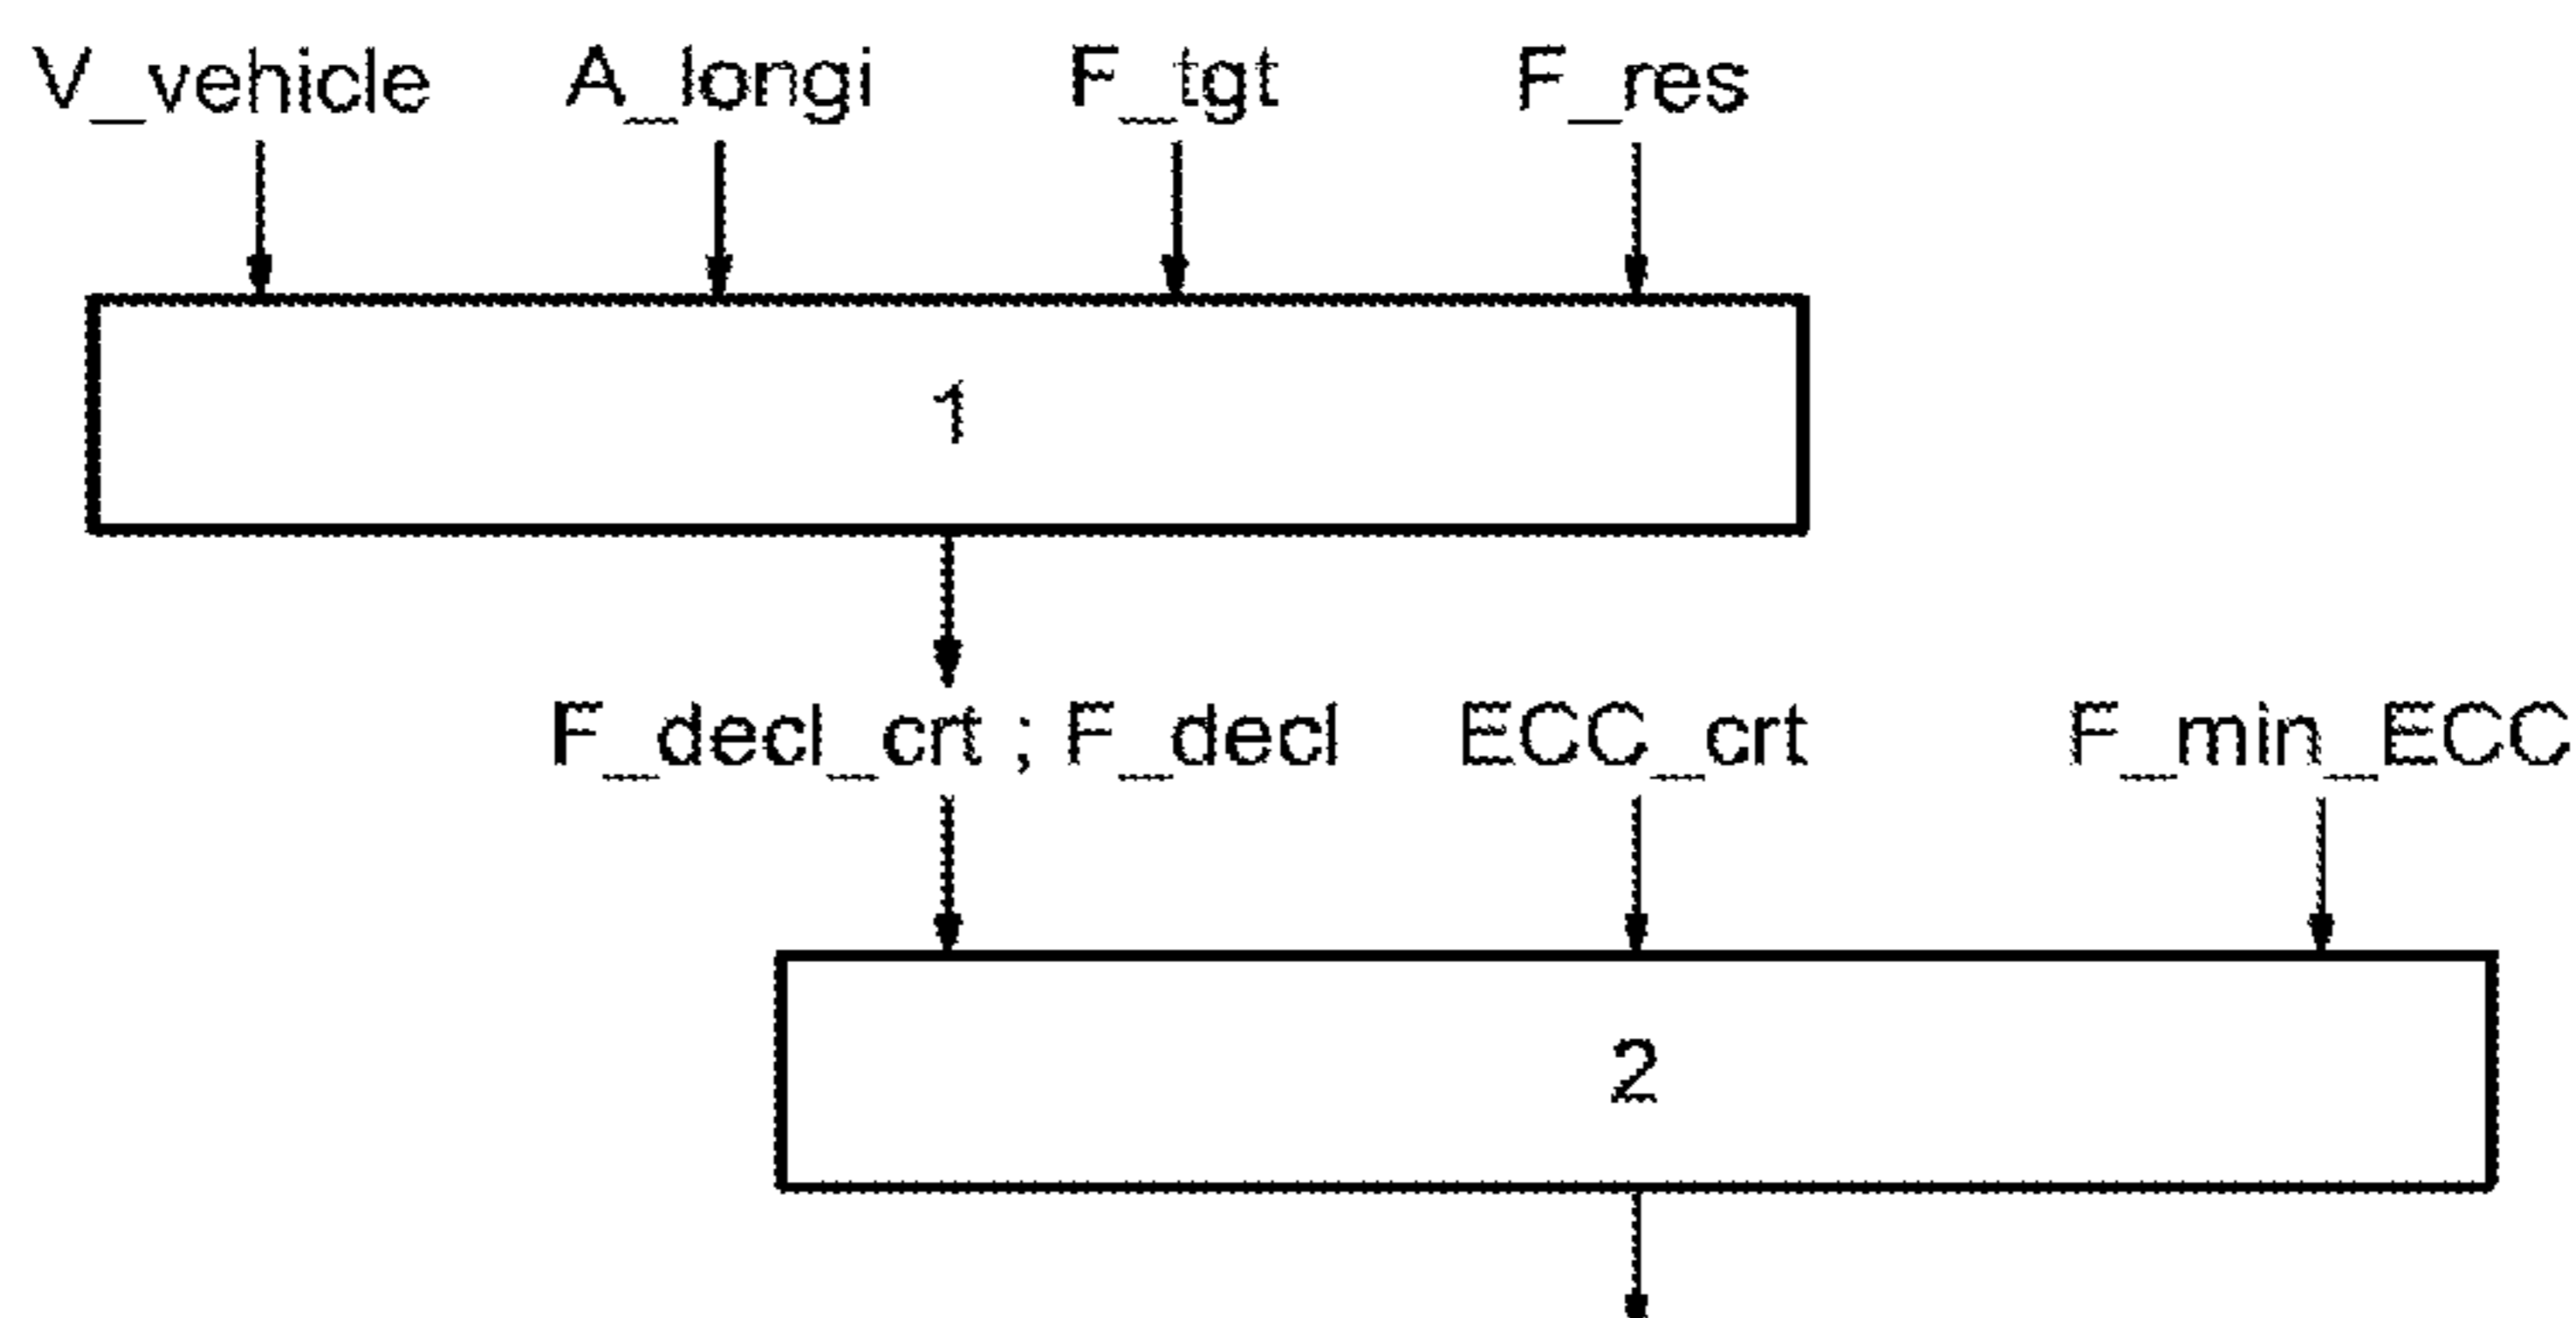 V_vehicle A_longi F_tgt F_res
1
F_decl_crt ; F_decl ECC_crt F_min_ECC
2